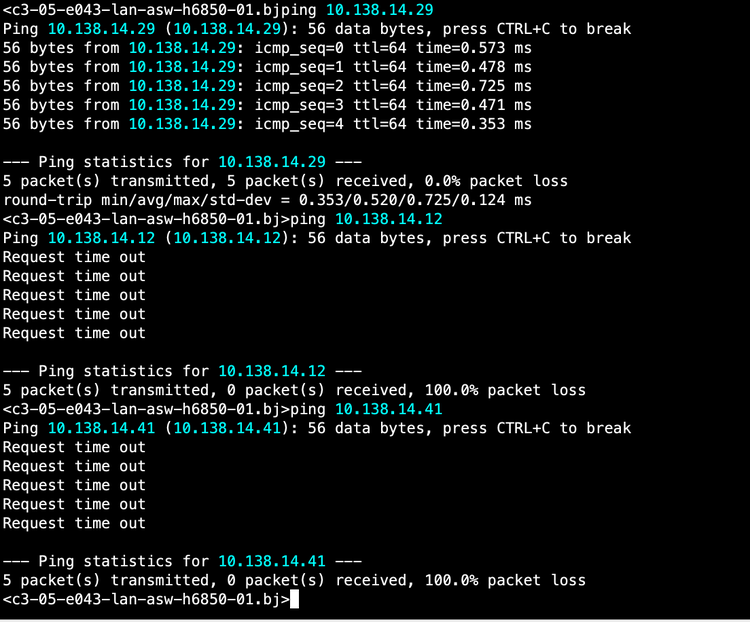 <c3-05-e043-lan-asw-h6850-01.bjping 10.138.14.29
Ping 10.138.14.29 (10.138.14.29): 56 data bytes, press CTRL+C to break
56 bytes from 10.138.14.29: icmp_seq=0 ttl=64 time=0.573 ms
56 bytes from 10.138.14.29: icmp_seq=1 ttl=64 time=0.478 ms
56 bytes from 10.138.14.29: icmp_seq=2 ttl=64 time=0.725 ms
56 bytes from 10.138.14.29: icmp_seq=3 ttl=64 time=0.471 ms
56 bytes from 10.138.14.29: icmp_seq=4 ttl=64 time=0.353 ms
--- Ping statistics for 10.138.14.29 ---
5 packet(s) transmitted, 5 packet(s) received, 0.0% packet loss
round-trip min/avg/max/std-dev = 0.353/0.520/0.725/0.124 ms
<c3-05-e043-lan-asw-h6850-01.bj>ping 10.138.14.12
Ping 10.138.14.12 (10.138.14.12): 56 data bytes, press CTRL+C to break
Request time out
Request time out
Request time out
Request time out
Request time out
--- Ping statistics for 10.138.14.12 ---
5 packet(s) transmitted, 0 packet(s) received, 100.0% packet loss
<c3-05-e043-lan-asw-h6850-01.bj>ping 10.138.14.41
Ping 10.138.14.41 (10.138.14.41): 56 data bytes, press CTRL+C to break
Request time out
Request time out
Request time out
Request time out
Request time out
--- Ping statistics for 10.138.14.41 ---
5 packet(s) transmitted, 0 packet(s) received, 100.0% packet loss
<c3-05-e043-lan-asw-h6850-01.bj>